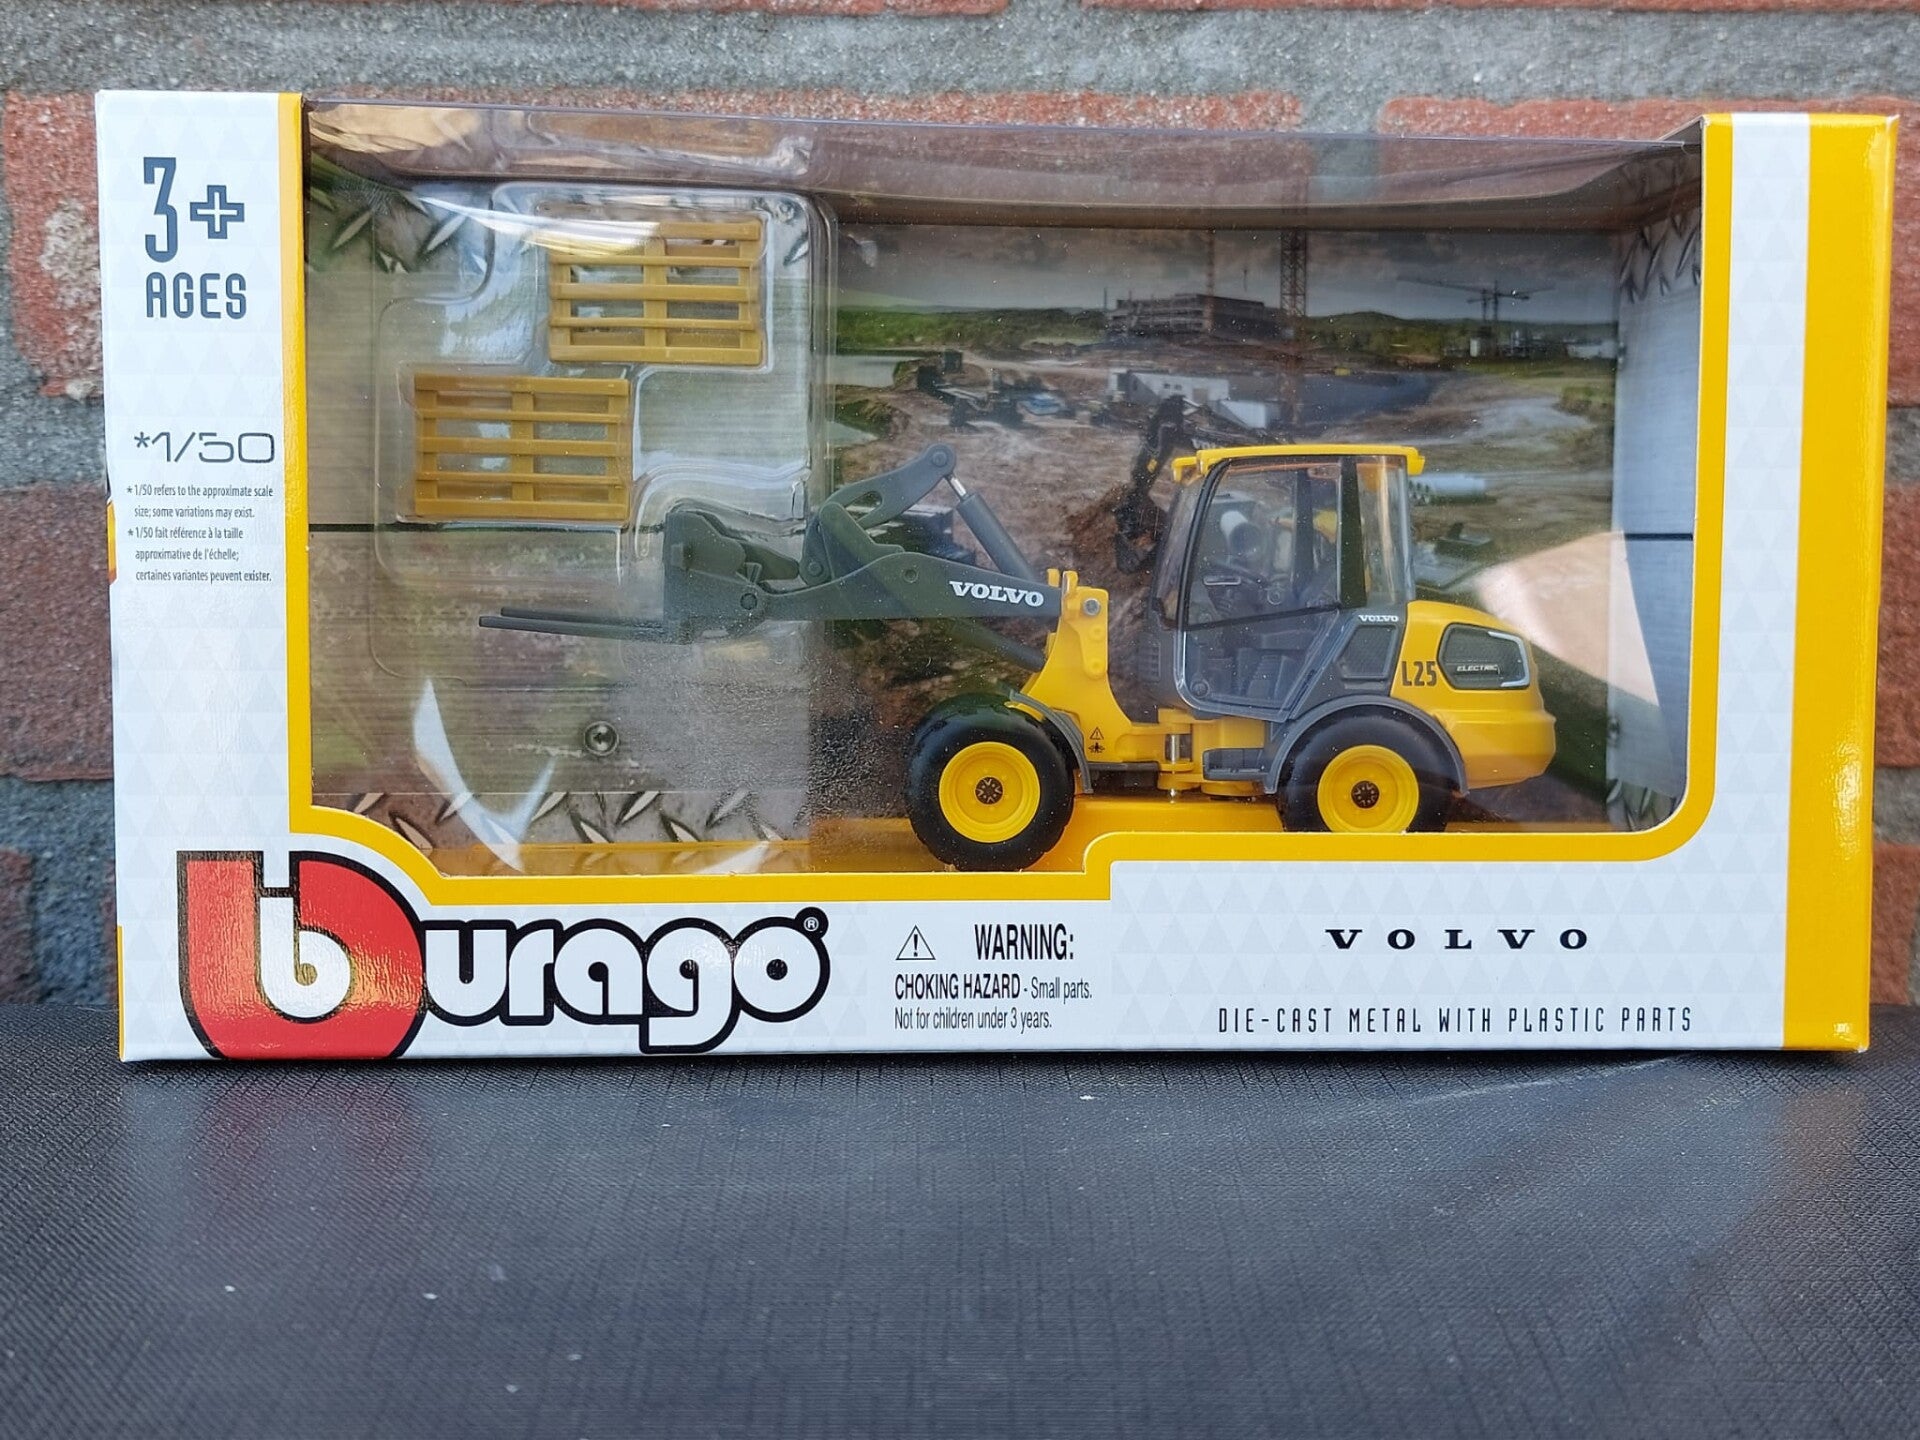 3+
AGES
*1/50
*1/50 refers to the approximate scale
size; some variations may exist.
*1/50 fait référence à la taille
approximative de l'échelle;
certaines variantes peuvent exister.
VOLVO
VOLVO
L25
ELECTRIC
burago®
WARNING:
CHOKING HAZARD - Small parts.
Not for children under 3 years.
VOLVO
DIE-CAST METAL WITH PLASTIC PARTS